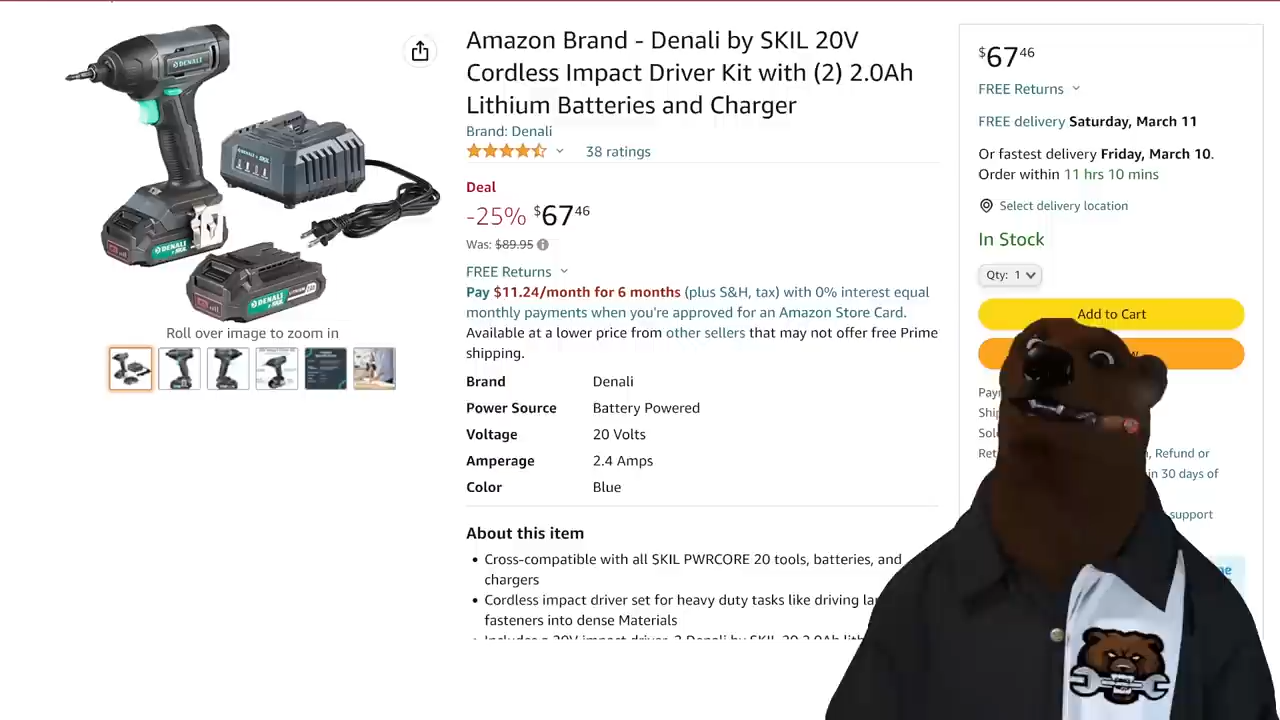 Amazon Brand - Denali by SKIL 20V
Cordless Impact Driver Kit with (2) 2.0Ah
Lithium Batteries and Charger
Brand: Denali
38 ratings
Deal
-25% $67 46
Was: $89.95
FREE Returns
Pay $11.24/month for 6 months (plus S&H, tax) with 0% interest equal
monthly payments when you're approved for an Amazon Store Card.
Available at a lower price from other sellers that may not offer free Prime
shipping.
Brand Denali
Power Source Battery Powered
Voltage 20 Volts
Amperage 2.4 Amps
Color Blue
About this item
• Cross-compatible with all SKIL PWRCORE 20 tools, batteries, and
chargers
• Cordless impact driver set for heavy duty tasks like driving
fasteners into dense Materials
DENALI
DENALI
DENALI
Roll over image to zoom in
$67 46
FREE Returns
FREE delivery Saturday, March 11
Or fastest delivery Friday, March 10.
Order within 11 hrs 10 mins
Select delivery location
In Stock
Qty: 1
Add to Cart
Refund or
in 30 days of
support